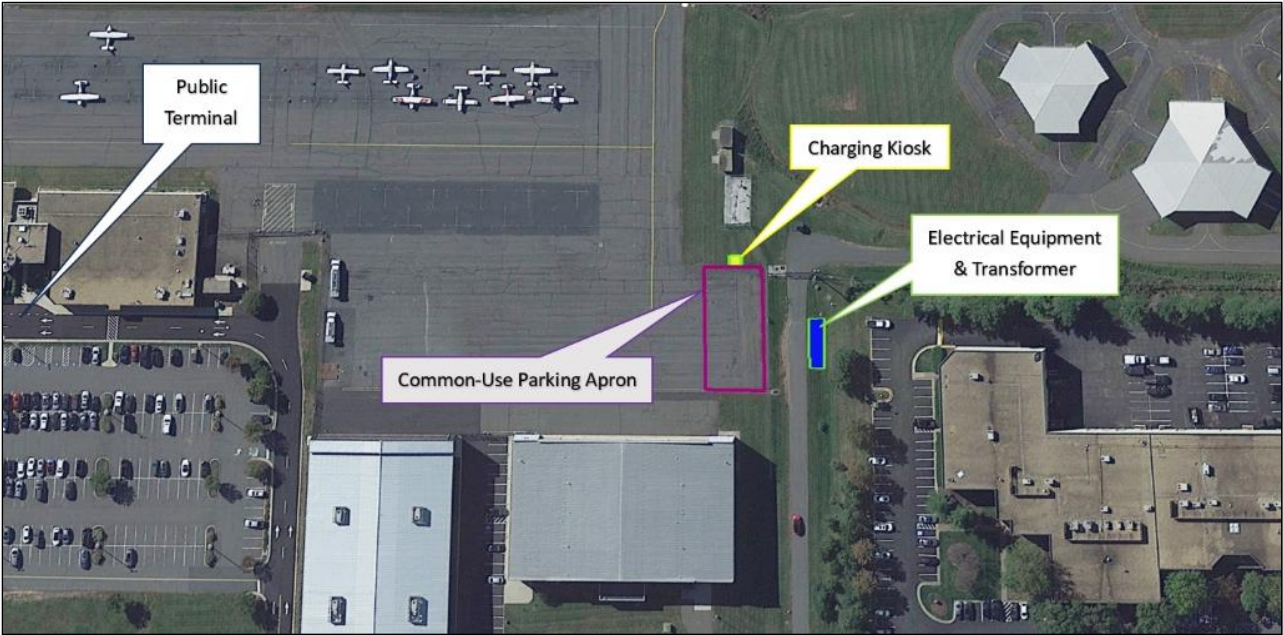 Public
Terminal
Charging Kiosk
Electrical Equipment
& Transformer
Common-Use Parking Apron